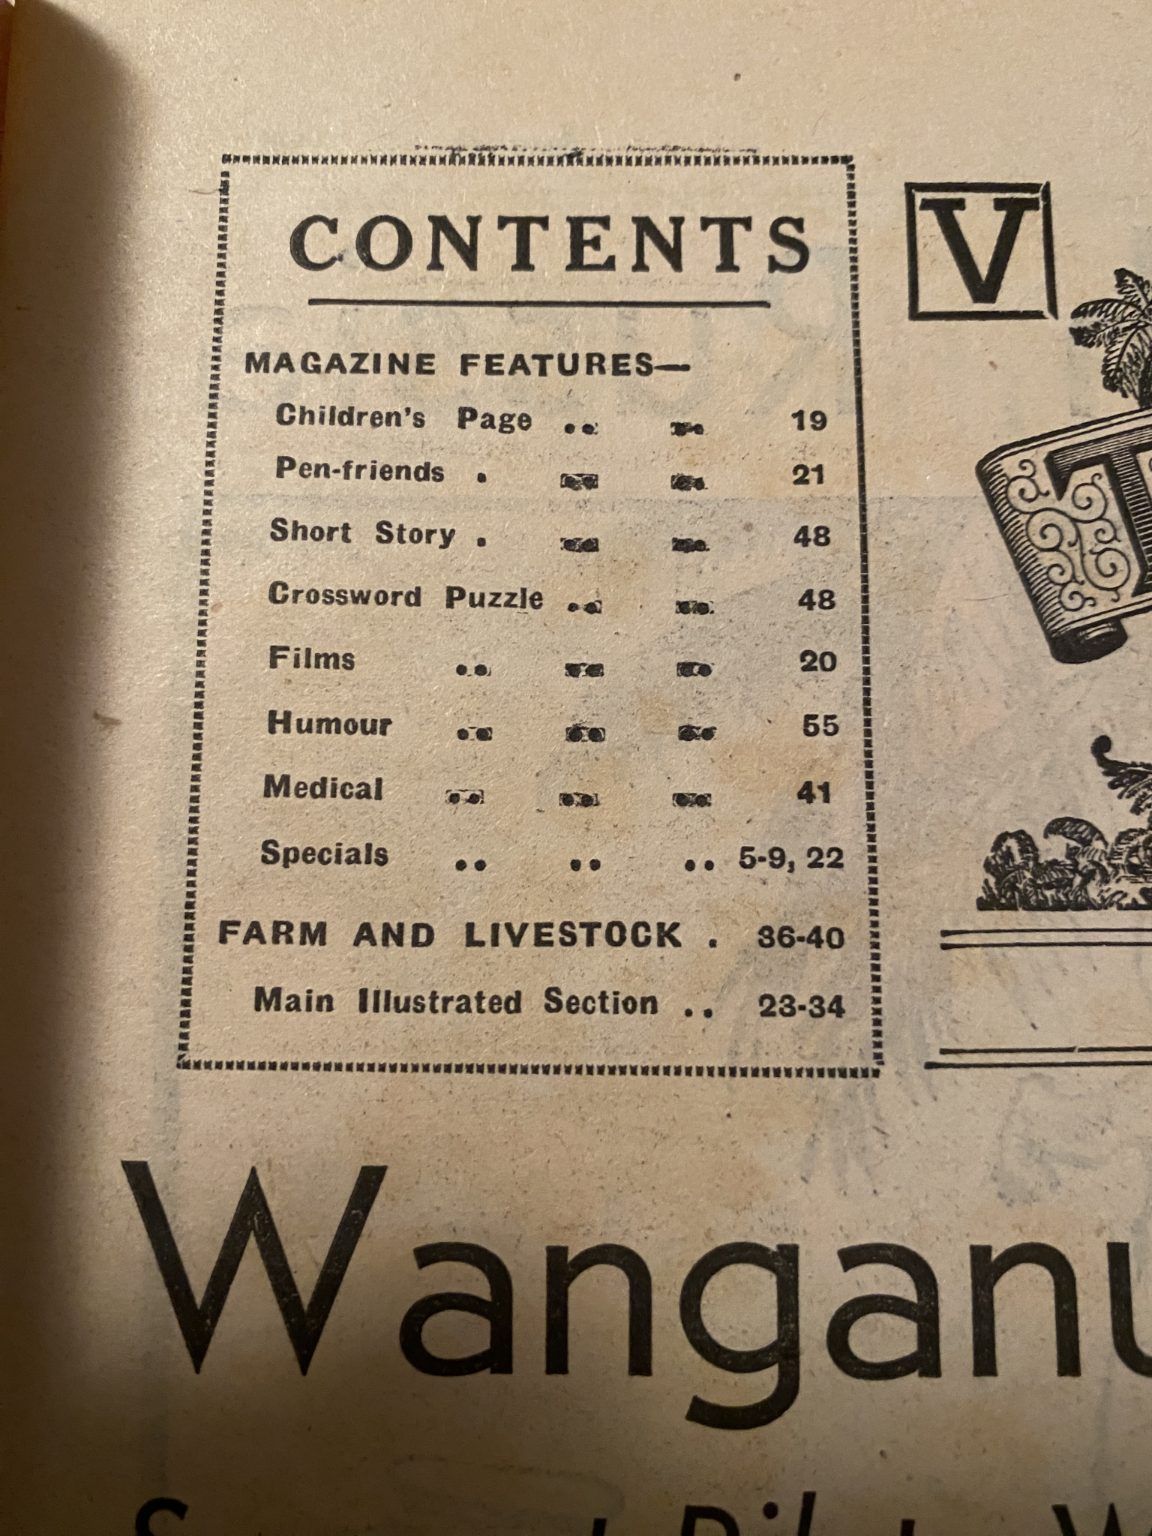 CONTENTS
MAGAZINE FEATURES—
Children's Page .. .. 19
Pen-friends . .. .. 21
Short Story . .. .. 48
Crossword Puzzle .. .. 48
Films .. .. .. 20
Humour .. .. .. 55
Medical .. .. .. 41
Specials .. .. .. 5-9, 22
FARM AND LIVESTOCK . 36-40
Main Illustrated Section .. 23-34
V
T
Wanganu